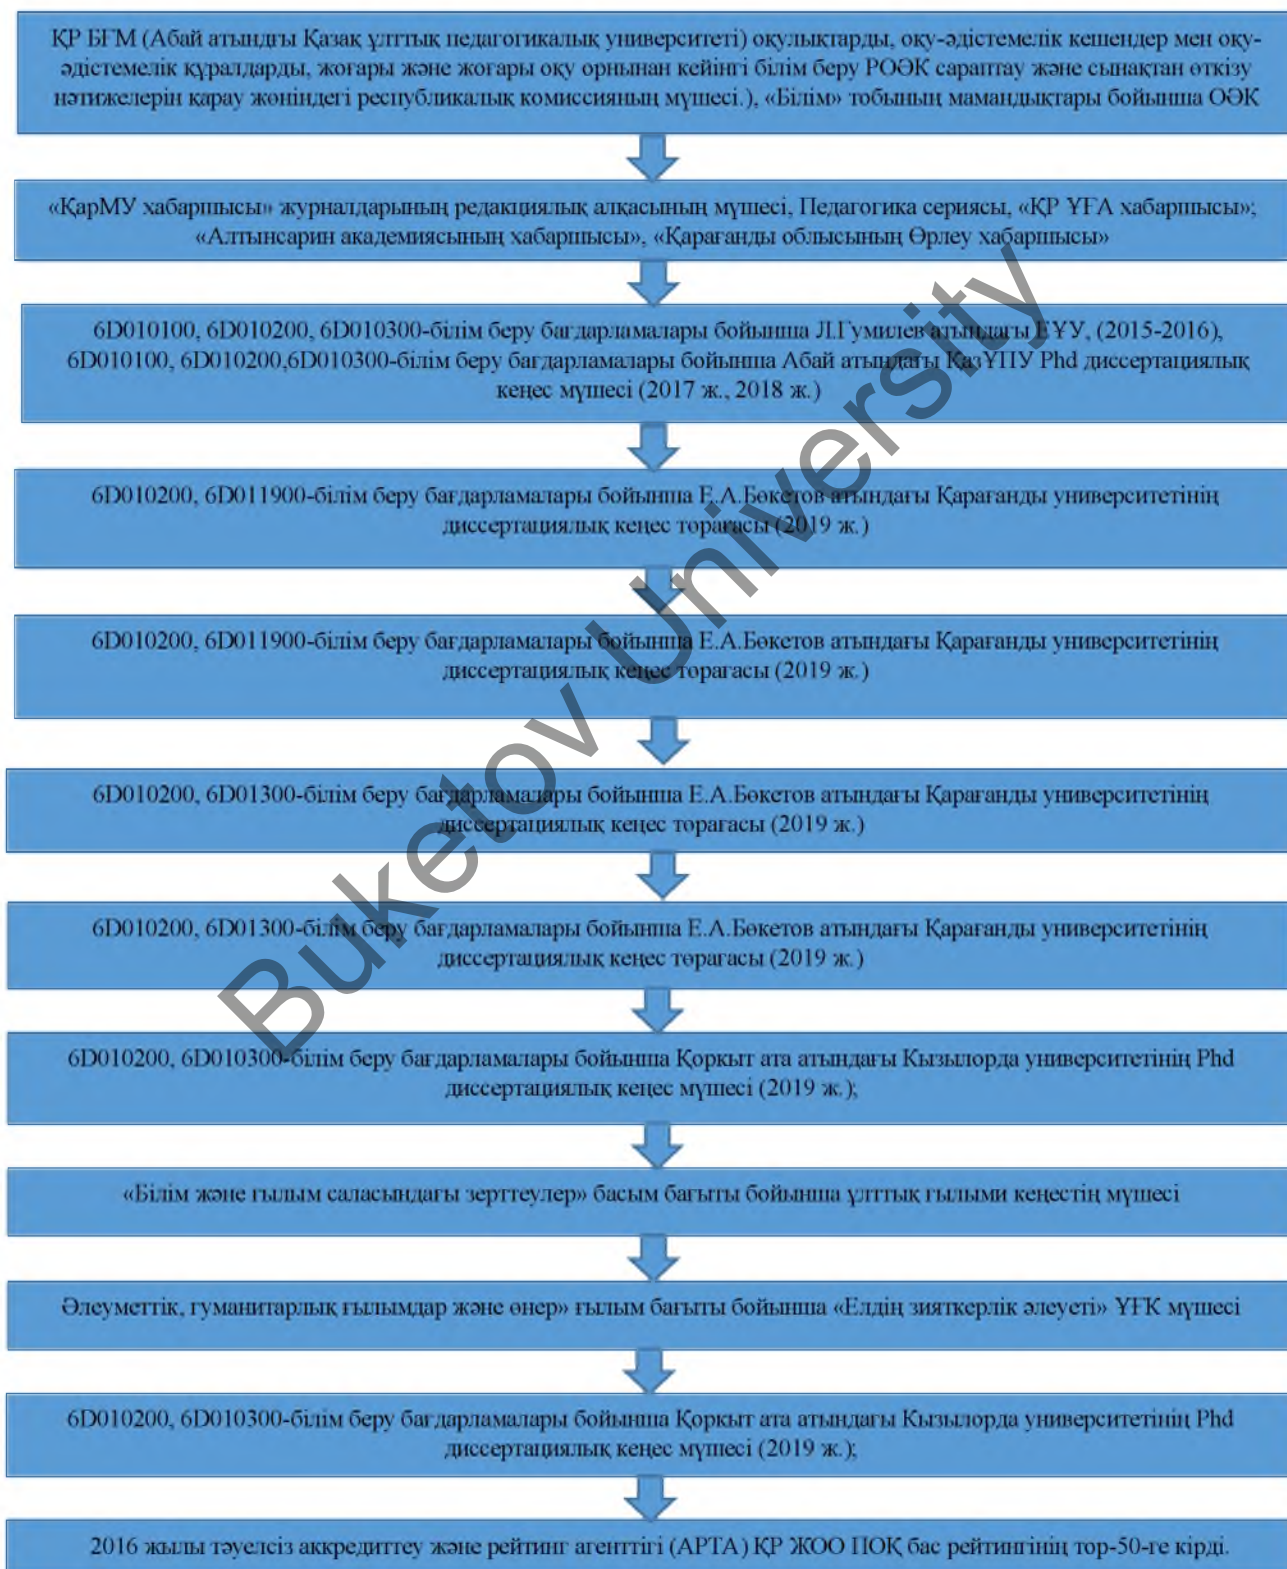 ҚР БҒМ (Абай атындғы Қазақ ұлттық педагогикалық университеті) оқулықтарды, оқу-әдістемелік кешендер мен оқу-
әдістемелік құралдарды, жоғары және жоғары оқу орнынан кейінгі білім беру РОӘК сараптау және сынақтан өткізу
нәтижелерін қарау жөніндегі республикалық комиссияның мүшесі.), «Білім» тобының мамандықтары бойынша ОӘК
«ҚарМУ хабаршысы» журналдарының редакциялық алқасының мүшесі, Педагогика сериясы, «ҚР ҰҒА хабаршысы»;
«Алтынсарин академиясының хабаршысы», «Қарағанды облысының Өрлеу хабаршысы»
6D010100, 6D010200, 6D010300-білім беру бағдарламалары бойынша Л.Гумилев атындағы ЕҰУ, (2015-2016),
6D010100, 6D010200,6D010300-білім беру бағдарламалары бойынша Абай атындағы ҚазҰПУ Phd диссертациялық
кеңес мүшесі (2017 ж., 2018 ж.)
6D010200, 6D011900-білім беру бағдарламалары бойынша Е.А.Бөкетов атындағы Қарағанды университетінің
диссертациялық кеңес төрағасы (2019 ж.)
6D010200, 6D011900-білім беру бағдарламалары бойынша Е.А.Бөкетов атындағы Қарағанды университетінің
диссертациялық кеңес төрағасы (2019 ж.)
6D010200, 6D01300-білім беру бағдарламалары бойынша Е.А.Бөкетов атындағы Қарағанды университетінің
диссертациялық кеңес төрағасы (2019 ж.)
6D010200, 6D01300-білім беру бағдарламалары бойынша Е.А.Бөкетов атындағы Қарағанды университетінің
диссертациялық кеңес төрағасы (2019 ж.)
6D010200, 6D010300-білім беру бағдарламалары бойынша Қоркыт ата атындағы Кызылорда университетінің Phd
диссертациялық кеңес мүшесі (2019 ж.);
«Білім және ғылым саласындағы зерттеулер» басым бағыты бойынша ұлттық ғылыми кеңестің мүшесі
Әлеуметтік, гуманитарлық ғылымдар және өнер» ғылым бағыты бойынша «Елдің зияткерлік әлеуеті» ҰҒК мүшесі
6D010200, 6D010300-білім беру бағдарламалары бойынша Қоркыт ата атындағы Кызылорда университетінің Phd
диссертациялық кеңес мүшесі (2019 ж.);
2016 жылы тәуелсіз аккредиттеу және рейтинг агенттігі (АРТА) ҚР ЖОО ПОҚ бас рейтингінің тор-50-ге кірді.
Buketov University